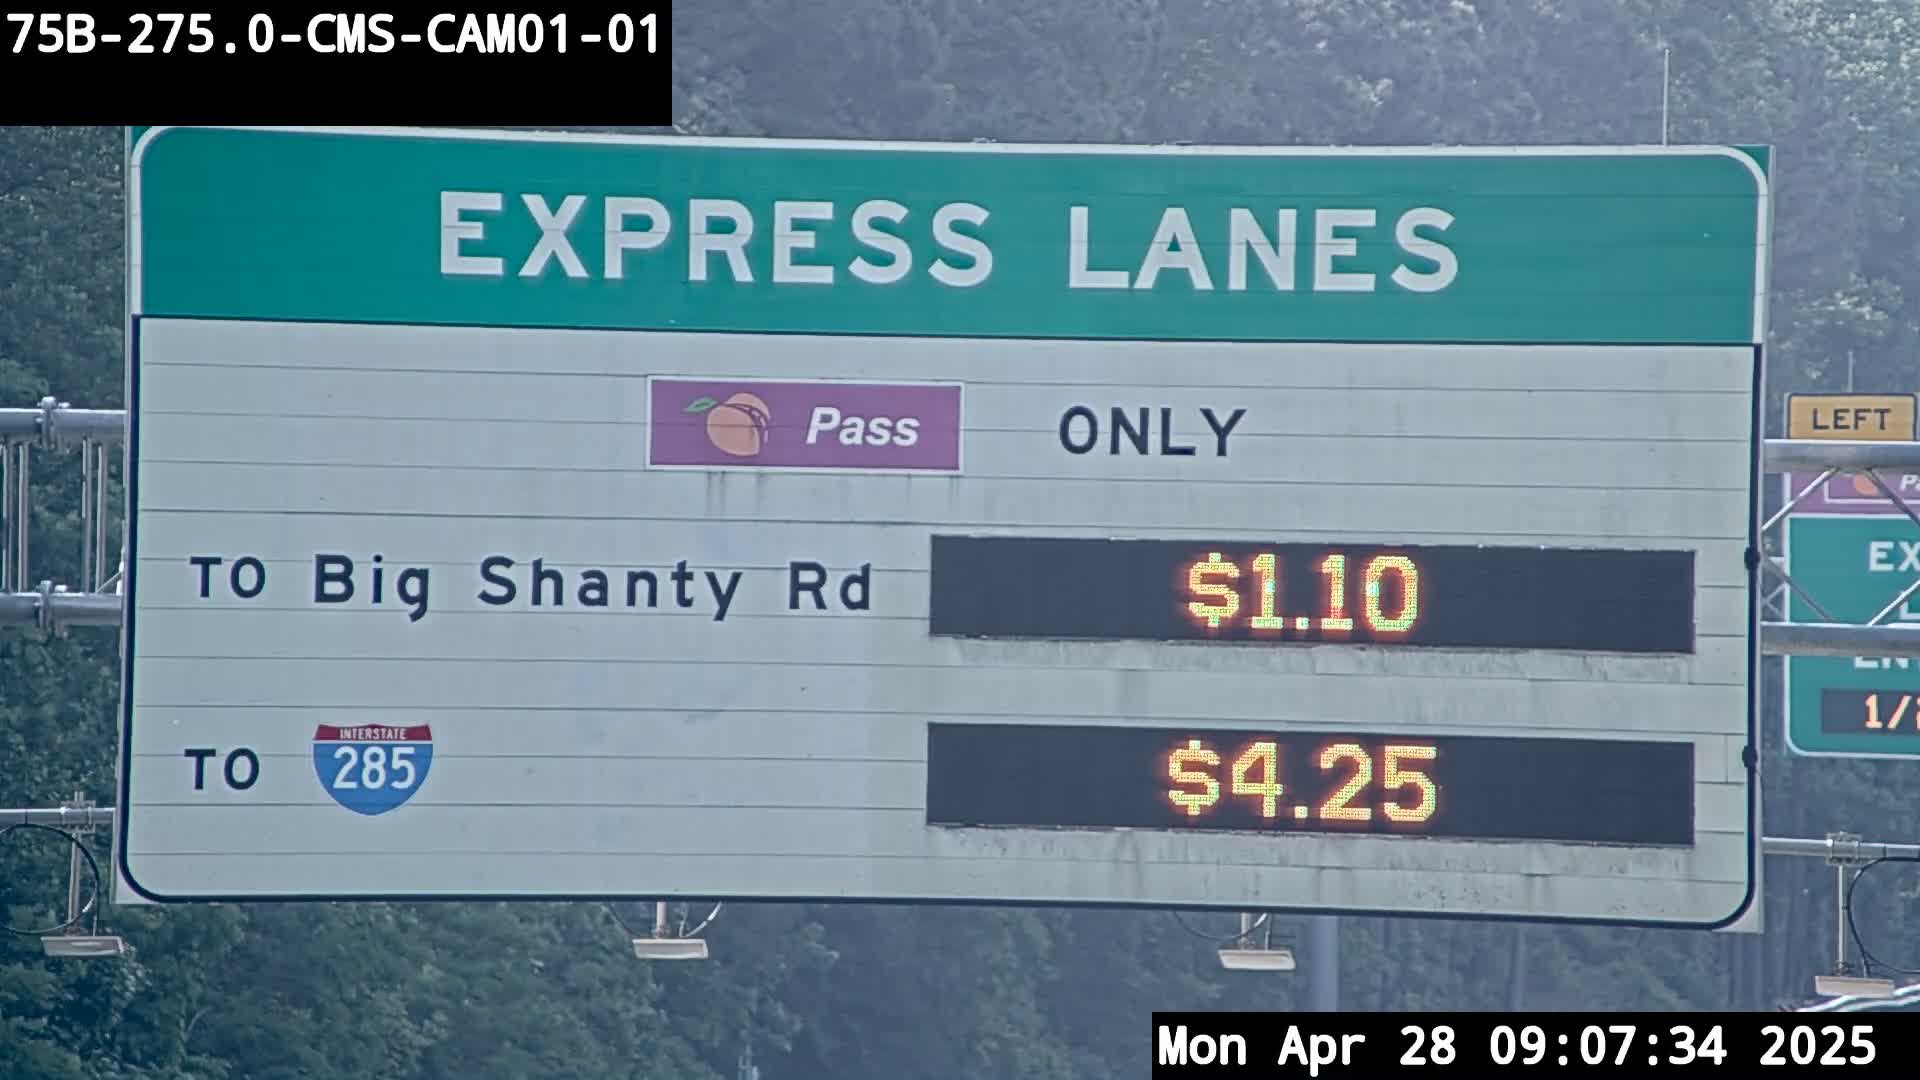 75B-275.0-CMS-CAM01-01
EXPRESS LANES
Pass ONLY
LEFT
TO Big Shanty Rd $1.10
EX
TO INTERSTATE 285 $4.25
Mon Apr 28 09:07:34 2025